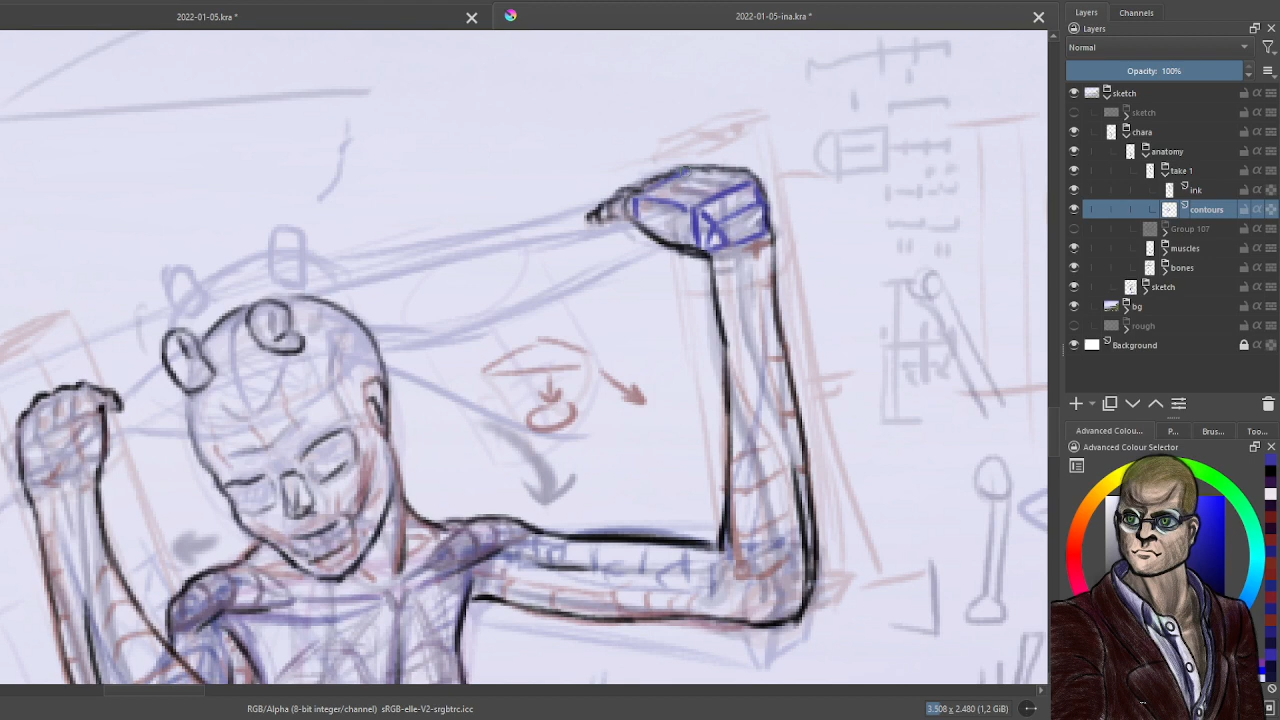 2022-01-05.kra *
2022-01-05-ina.kra *
Layers
Channels
Layers
Normal
Opacity: 100%
sketch
sketch
chara
anatomy
take 1
ink
contours
Group 107
muscles
bones
sketch
bg
rough
Background
Advanced Colou...
P...
Brus...
Too...
Advanced Colour Selector
RGB/Alpha (8-bit integer/channel) sRGB-elle-V2-srgbtrc.icc
3.508 x 2.480 (1,2 GiB)